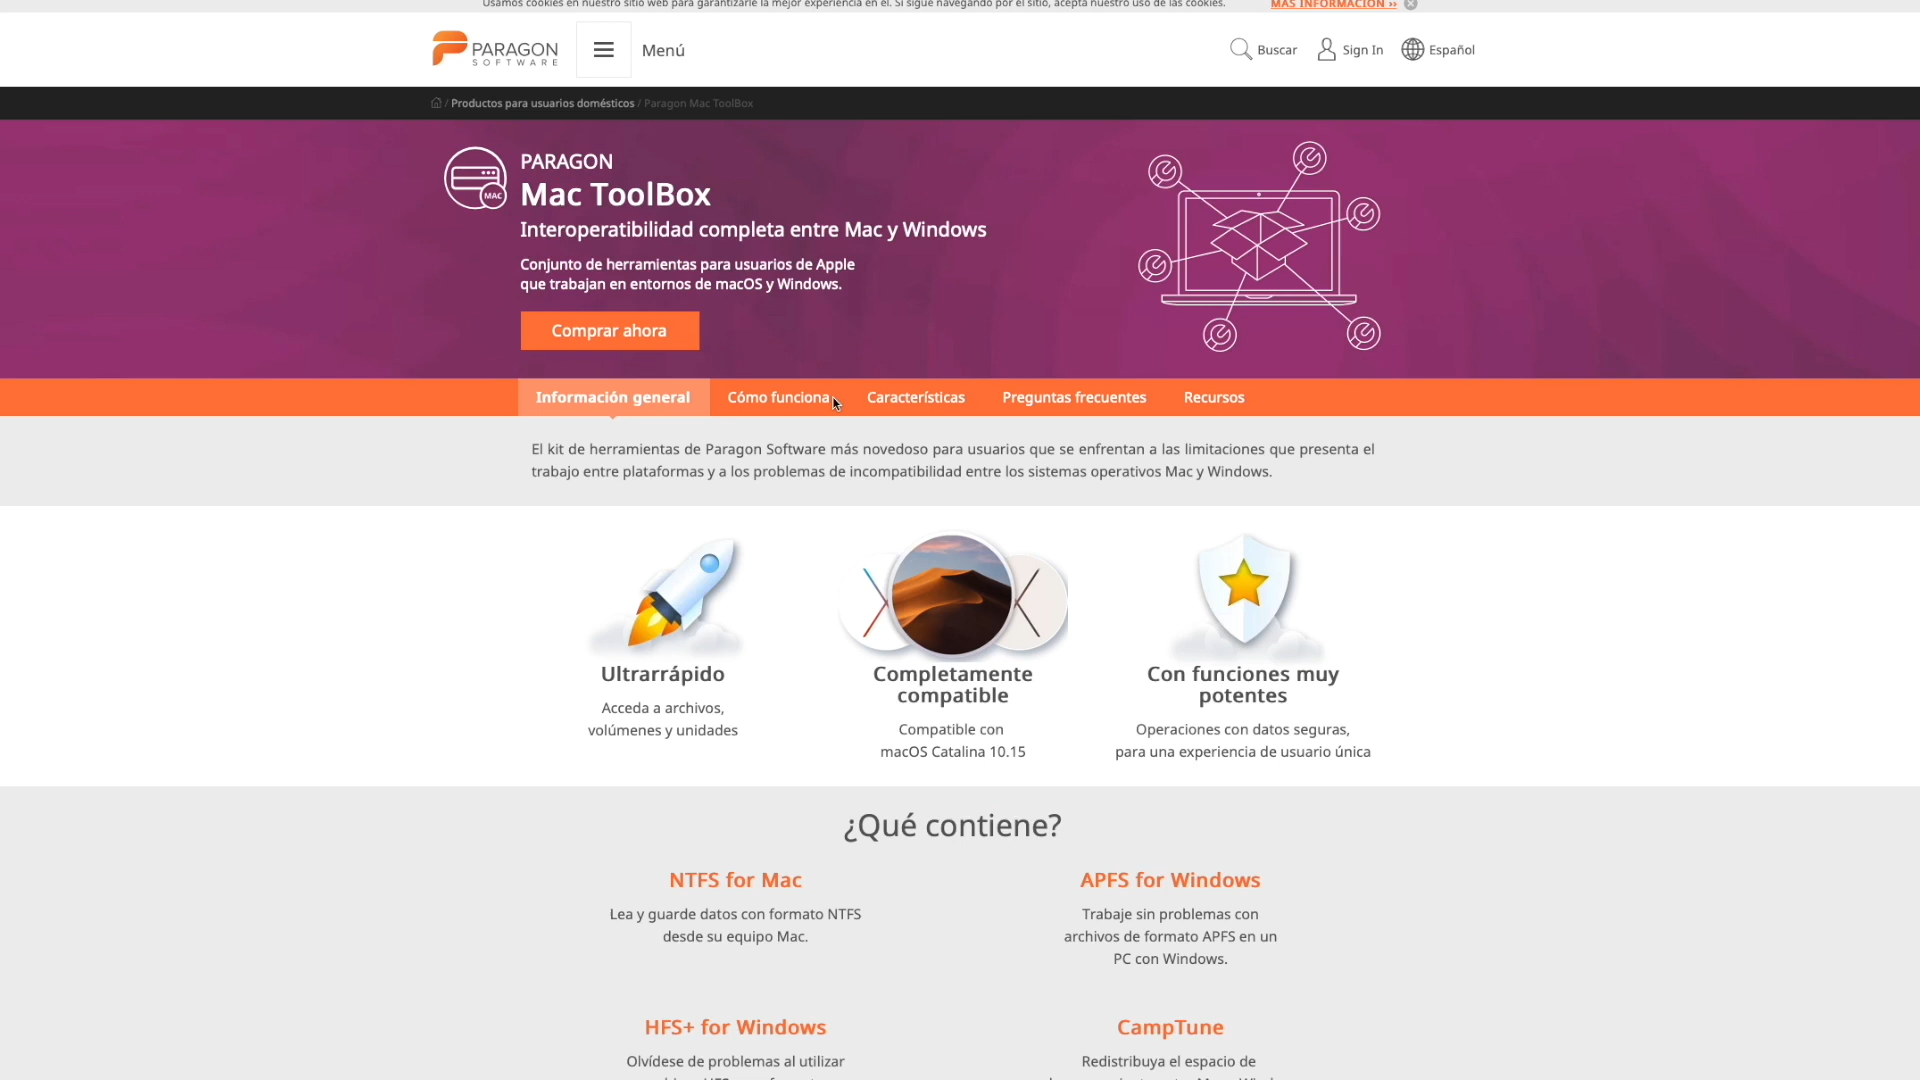 Usamos cookies en nuestro sitio web para garantizarle la mejor experiencia en él. Si sigue navegando por el sitio, acepta nuestro uso de las cookies. MÁS INFORMACIÓN ››
PARAGON
SOFTWARE
Menú
Buscar
Sign In
Español
/ Productos para usuarios domésticos / Paragon Mac ToolBox
MAC
PARAGON
Mac ToolBox
Interoperatibilidad completa entre Mac y Windows
Conjunto de herramientas para usuarios de Apple
que trabajan en entornos de macOS y Windows.
Comprar ahora
Información general
Cómo funciona
Características
Preguntas frecuentes
Recursos
El kit de herramientas de Paragon Software más novedoso para usuarios que se enfrentan a las limitaciones que presenta el
trabajo entre plataformas y a los problemas de incompatibilidad entre los sistemas operativos Mac y Windows.
Ultrarrápido
Acceda a archivos,
volúmenes y unidades
Completamente
compatible
Compatible con
macOS Catalina 10.15
Con funciones muy
potentes
Operaciones con datos seguras,
para una experiencia de usuario única
¿Qué contiene?
NTFS for Mac
Lea y guarde datos con formato NTFS
desde su equipo Mac.
APFS for Windows
Trabaje sin problemas con
archivos de formato APFS en un
PC con Windows.
HFS+ for Windows
Olvídese de problemas al utilizar
CampTune
Redistribuya el espacio de